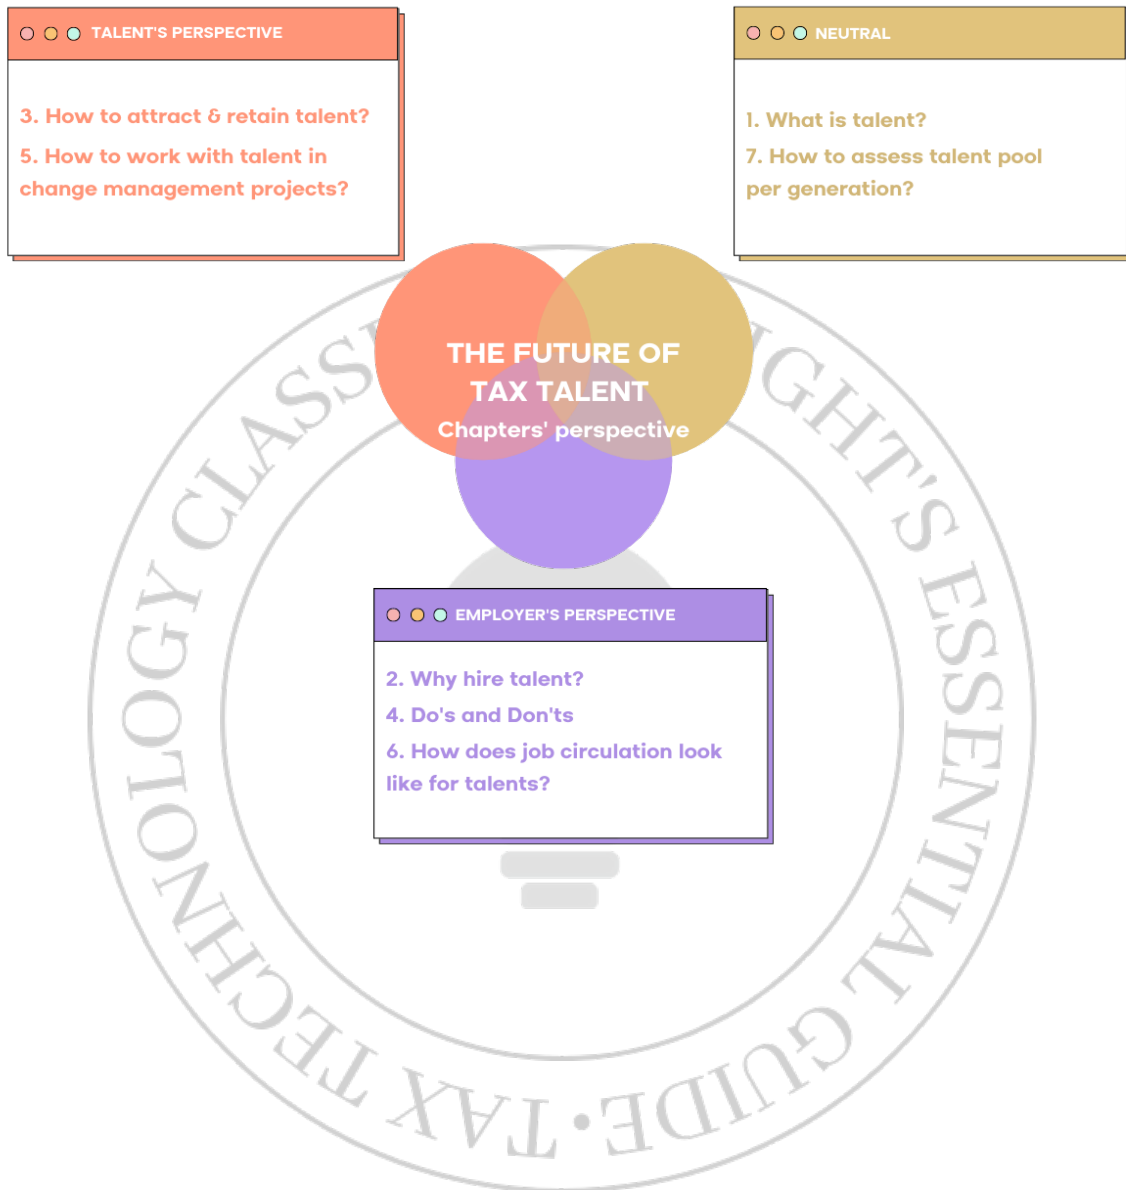 TALENT'S PERSPECTIVE
3. How to attract & retain talent?
5. How to work with talent in
change management projects?
NEUTRAL
1. What is talent?
7. How to assess talent pool
per generation?
THE FUTURE OF
TAX TALENT
Chapters' perspective
EMPLOYER'S PERSPECTIVE
2. Why hire talent?
4. Do's and Don'ts
6. How does job circulation look
like for talents?
TAX TECHNOLOGY
ESSENTIAL GUIDE